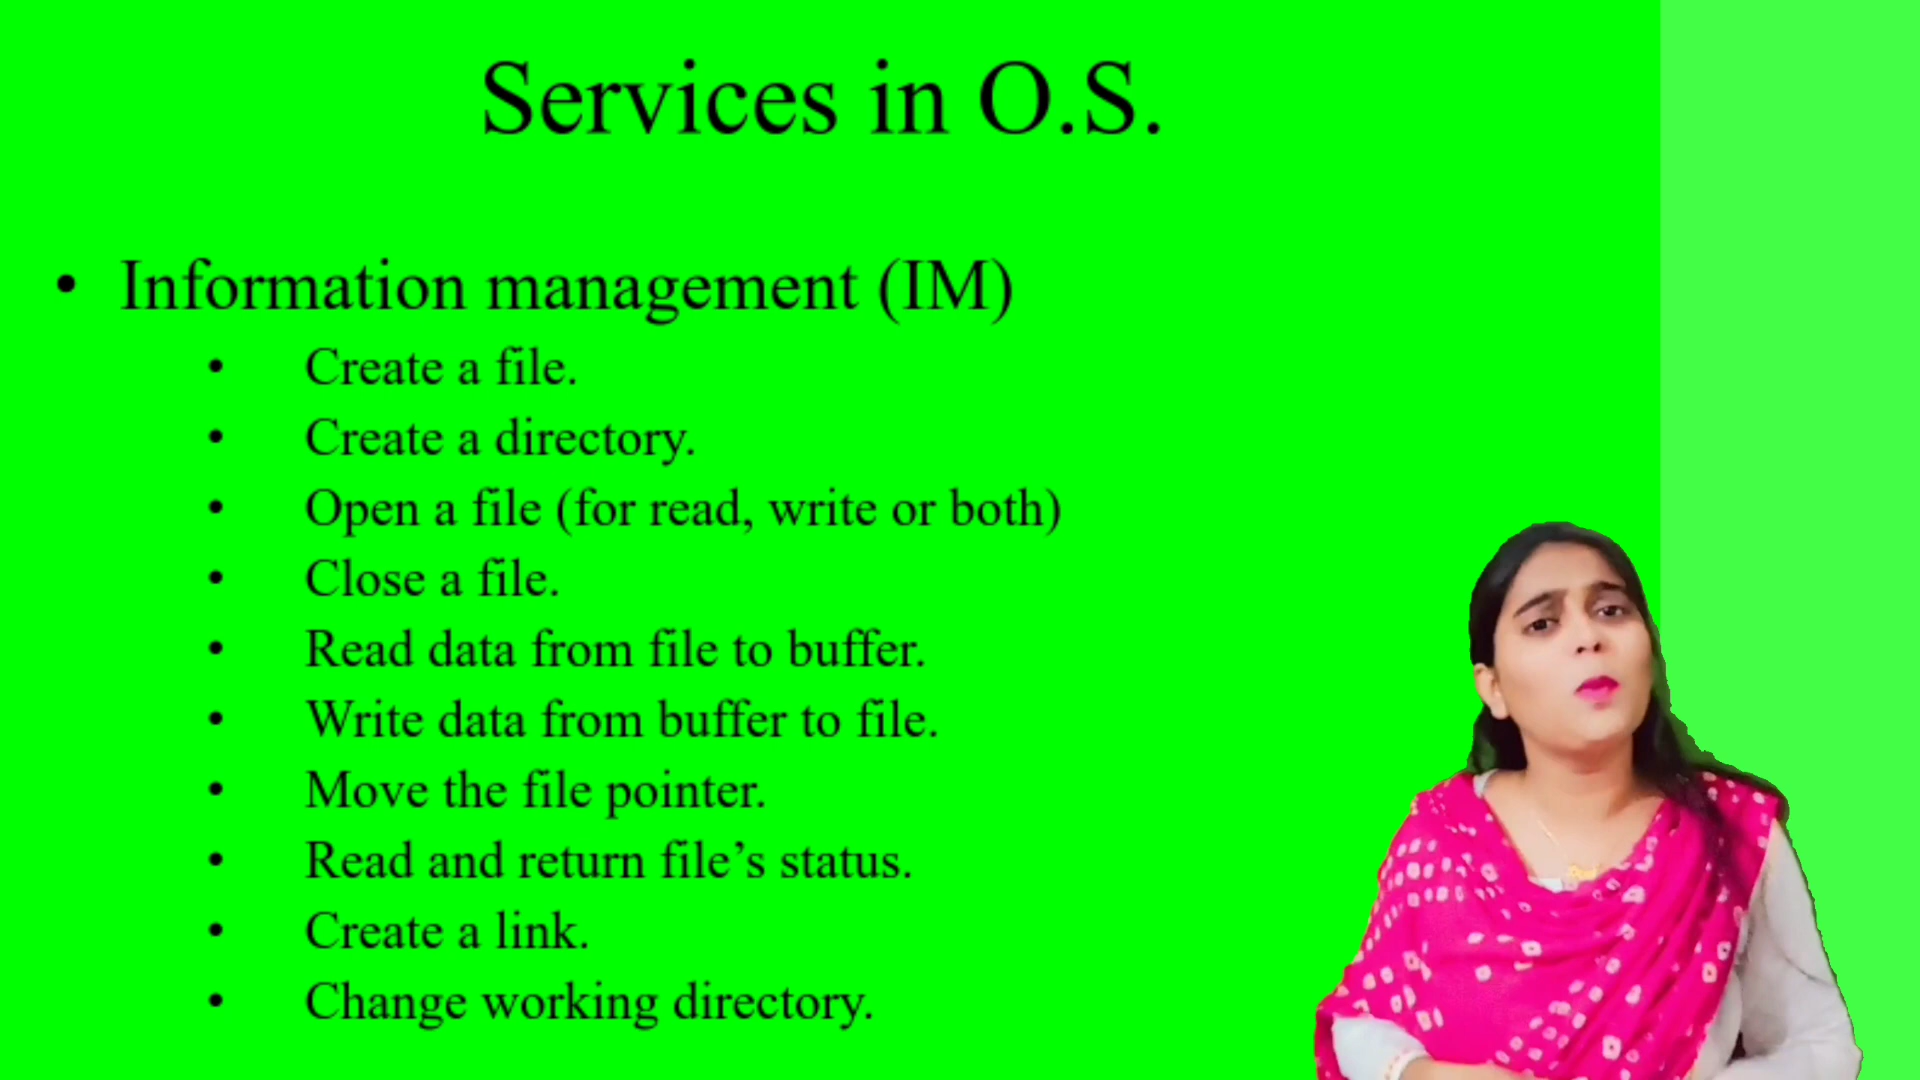 Services in O.S.
• Information management (IM)
• Create a file.
• Create a directory.
• Open a file (for read, write or both)
• Close a file.
• Read data from file to buffer.
• Write data from buffer to file.
• Move the file pointer.
• Read and return file’s status.
• Create a link.
• Change working directory.